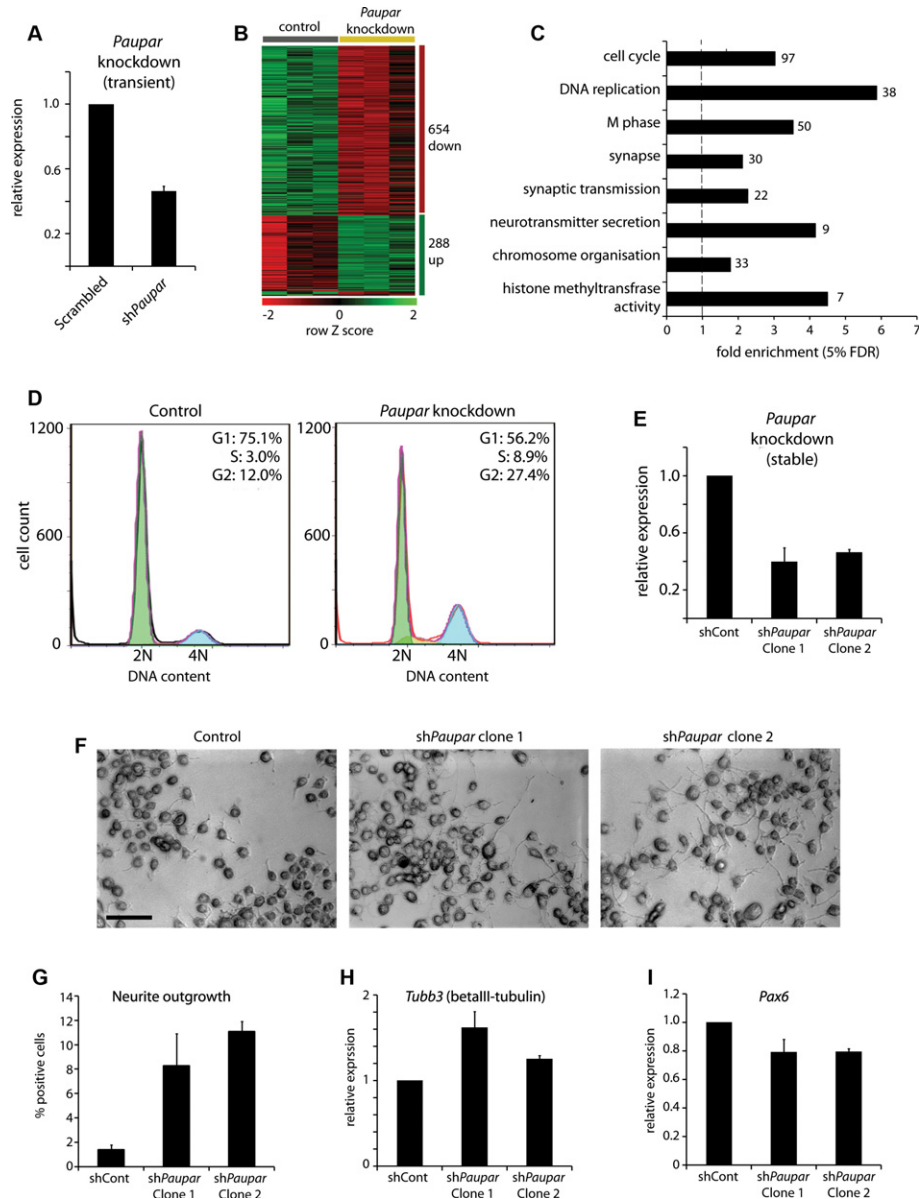 A
Paupar
knockdown
(transient)
relative expression
1.0
0.6
0.2
Scrambled
shPaupar
B
control
Paupar
knockdown
654
down
288
up
-2
0
2
row Z score
C
cell cycle
97
DNA replication
38
M phase
50
synapse
30
synaptic transmission
22
neurotransmitter secretion
9
chromosome organisation
33
histone methyltransfrase
activity
7
0 1 2 3 4 5 6 7
fold enrichment (5% FDR)
D
Control
1200
600
0
cell count
G1: 75.1%
S: 3.0%
G2: 12.0%
2N
4N
DNA content
Paupar knockdown
1200
600
0
G1: 56.2%
S: 8.9%
G2: 27.4%
2N
4N
DNA content
E
Paupar
knockdown
(stable)
relative expression
1.0
0.6
0.2
shCont
shPaupar
Clone 1
shPaupar
Clone 2
F
Control
shPaupar clone 1
shPaupar clone 2
G
Neurite outgrowth
% positive cells
14
12
10
8
6
4
2
0
shCont
shPaupar
Clone 1
shPaupar
Clone 2
H
Tubb3 (betaIII-tubulin)
relative exprssion
2
1
0
shCont
shPaupar
Clone 1
shPaupar
Clone 2
I
Pax6
relative expression
1.2
1.0
0.8
0.6
0.4
0.2
0
shCont
shPaupar
Clone 1
shPaupar
Clone 2